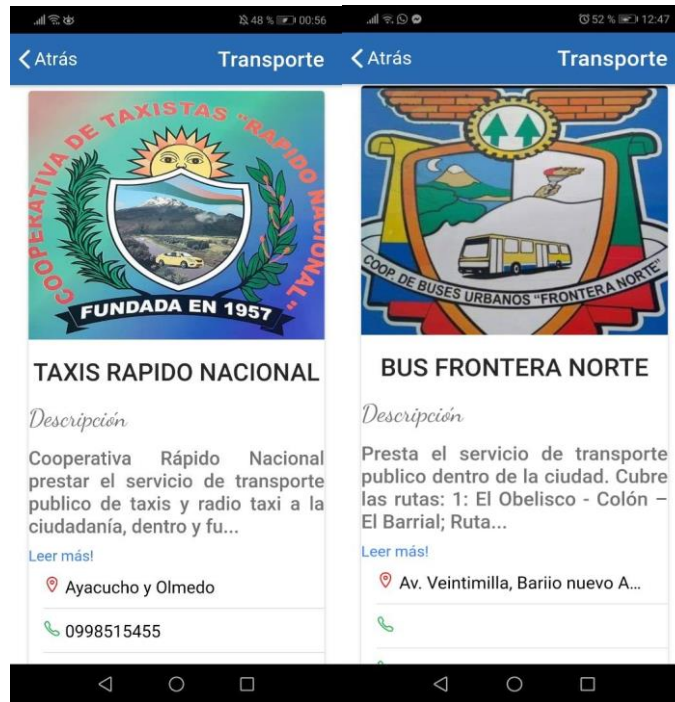 48 % 00:56
Atrás
Transporte
COOPERATIVA DE TAXISTAS "RAPIDO NACIONAL"
FUNDADA EN 1957
TAXIS RAPIDO NACIONAL
Descripción
Cooperativa Rápido Nacional
prestar el servicio de transporte
publico de taxis y radio taxi a la
ciudadanía, dentro y fu...
Leer más!
Ayacucho y Olmedo
0998515455
52 % 12:47
Atrás
Transporte
COOP. DE BUSES URBANOS "FRONTERA NORTE"
BUS FRONTERA NORTE
Descripción
Presta el servicio de transporte
publico dentro de la ciudad. Cubre
las rutas: 1: El Obelisco - Colón –
El Barrial; Ruta...
Leer más!
Av. Veintimilla, Bariio nuevo A...